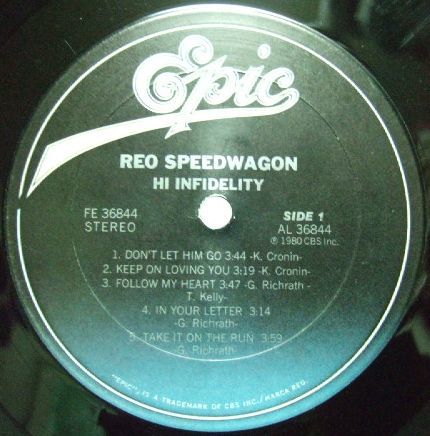 Epic
REO SPEEDWAGON
HI INFIDELITY
FE 36844
STEREO
SIDE 1
AL 36844
℗ 1980 CBS Inc.
1. DON'T LET HIM GO 3:44 -K. Cronin-
2. KEEP ON LOVING YOU 3:19 -K. Cronin-
3. FOLLOW MY HEART 3:47 -G. Richrath -
T. Kelly-
4. IN YOUR LETTER 3:14
-G. Richrath-
5. TAKE IT ON THE RUN 3:59
-G. Richrath-
"EPIC", IS A TRADEMARK OF CBS INC./MARCA REG.